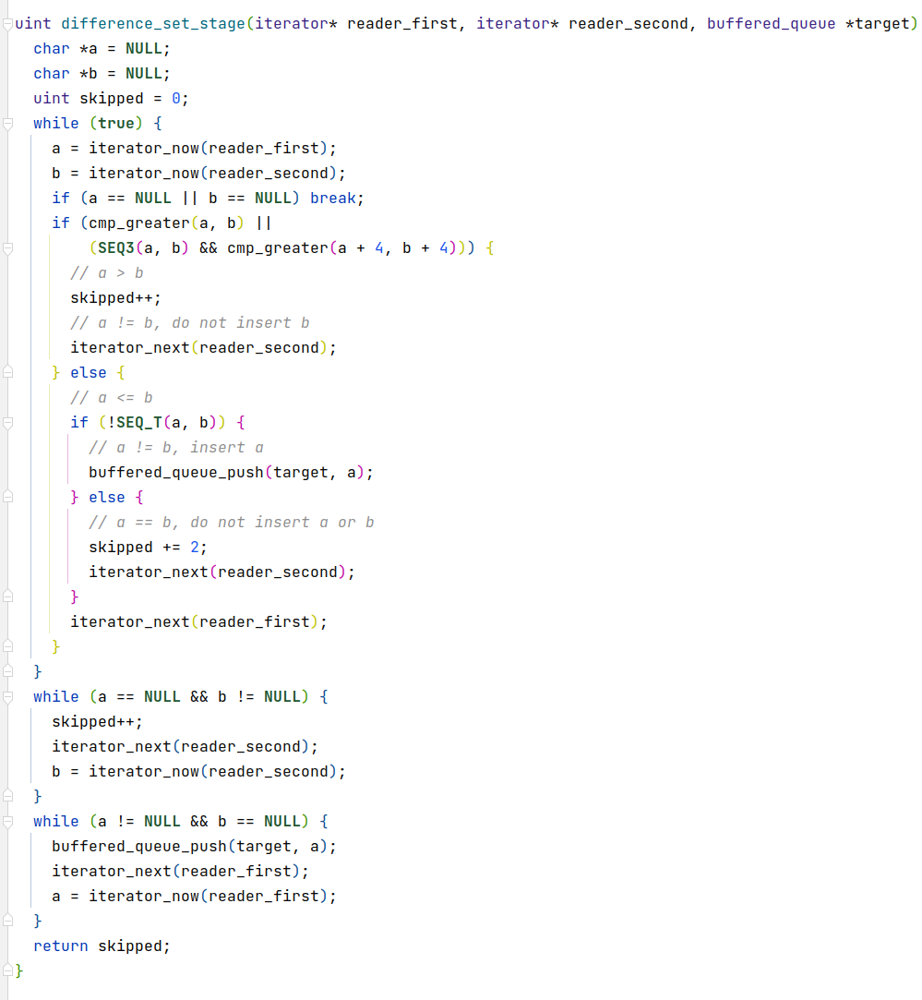 uint difference_set_stage(iterator* reader_first, iterator* reader_second, buffered_queue *target)
  char *a = NULL;
  char *b = NULL;
  uint skipped = 0;
  while (true) {
    a = iterator_now(reader_first);
    b = iterator_now(reader_second);
    if (a == NULL || b == NULL) break;
    if (cmp_greater(a, b) ||
        (SEQ3(a, b) && cmp_greater(a + 4, b + 4))) {
      // a > b
      skipped++;
      // a != b, do not insert b
      iterator_next(reader_second);
    } else {
      // a <= b
      if (!SEQ_T(a, b)) {
        // a != b, insert a
        buffered_queue_push(target, a);
      } else {
        // a == b, do not insert a or b
        skipped += 2;
        iterator_next(reader_second);
      }
      iterator_next(reader_first);
    }
  }
  while (a == NULL && b != NULL) {
    skipped++;
    iterator_next(reader_second);
    b = iterator_now(reader_second);
  }
  while (a != NULL && b == NULL) {
    buffered_queue_push(target, a);
    iterator_next(reader_first);
    a = iterator_now(reader_first);
  }
  return skipped;
}